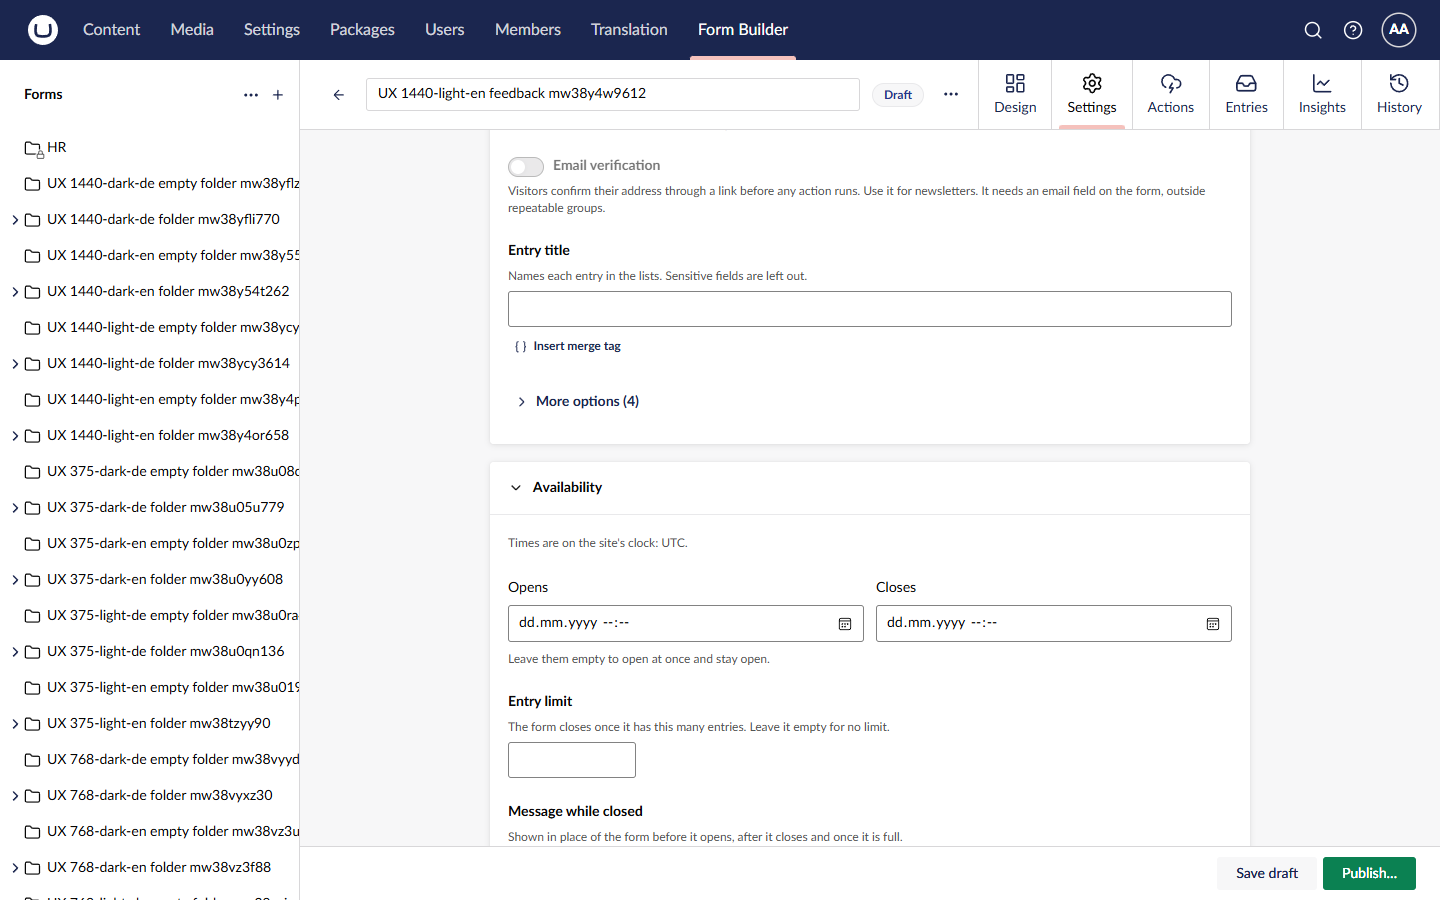 Content Media Settings Packages Users Members Translation Form Builder
AA
Forms
UX 1440-light-en feedback mw38y4w9612
Draft
Design
Settings
Actions
Entries
Insights
History
HR
UX 1440-dark-de empty folder mw38yflz
UX 1440-dark-de folder mw38yfli770
UX 1440-dark-en empty folder mw38y55
UX 1440-dark-en folder mw38y54t262
UX 1440-light-de empty folder mw38ycy
UX 1440-light-de folder mw38ycy3614
UX 1440-light-en empty folder mw38y4p
UX 1440-light-en folder mw38y4or658
UX 375-dark-de empty folder mw38u08c
UX 375-dark-de folder mw38u05u779
UX 375-dark-en empty folder mw38u0zp
UX 375-dark-en folder mw38u0yy608
UX 375-light-de empty folder mw38u0ra
UX 375-light-de folder mw38u0qn136
UX 375-light-en empty folder mw38u019
UX 375-light-en folder mw38tzyy90
UX 768-dark-de empty folder mw38vyyd
UX 768-dark-de folder mw38vyxz30
UX 768-dark-en empty folder mw38vz3u
UX 768-dark-en folder mw38vz3f88
Email verification
Visitors confirm their address through a link before any action runs. Use it for newsletters. It needs an email field on the form, outside
repeatable groups.
Entry title
Names each entry in the lists. Sensitive fields are left out.
{ } Insert merge tag
More options (4)
Availability
Times are on the site's clock: UTC.
Opens
Closes
dd.mm.yyyy --:--
dd.mm.yyyy --:--
Leave them empty to open at once and stay open.
Entry limit
The form closes once it has this many entries. Leave it empty for no limit.
Message while closed
Shown in place of the form before it opens, after it closes and once it is full.
Save draft
Publish...